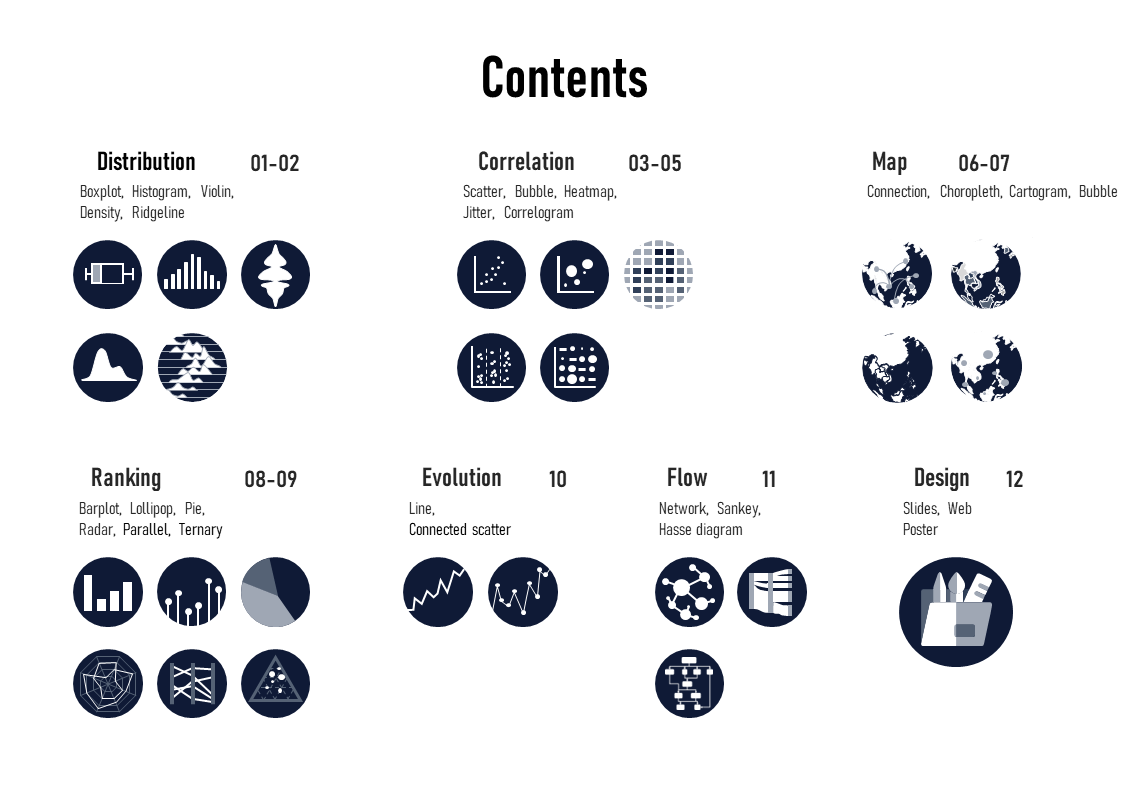 Contents
Distribution 01-02
Boxplot, Histogram, Violin,
Density, Ridgeline
Correlation 03-05
Scatter, Bubble, Heatmap,
Jitter, Correlogram
Map 06-07
Connection, Choropleth, Cartogram, Bubble
Ranking 08-09
Barplot, Lollipop, Pie,
Radar, Parallel, Ternary
Evolution 10
Line,
Connected scatter
Flow 11
Network, Sankey,
Hasse diagram
Design 12
Slides, Web
Poster